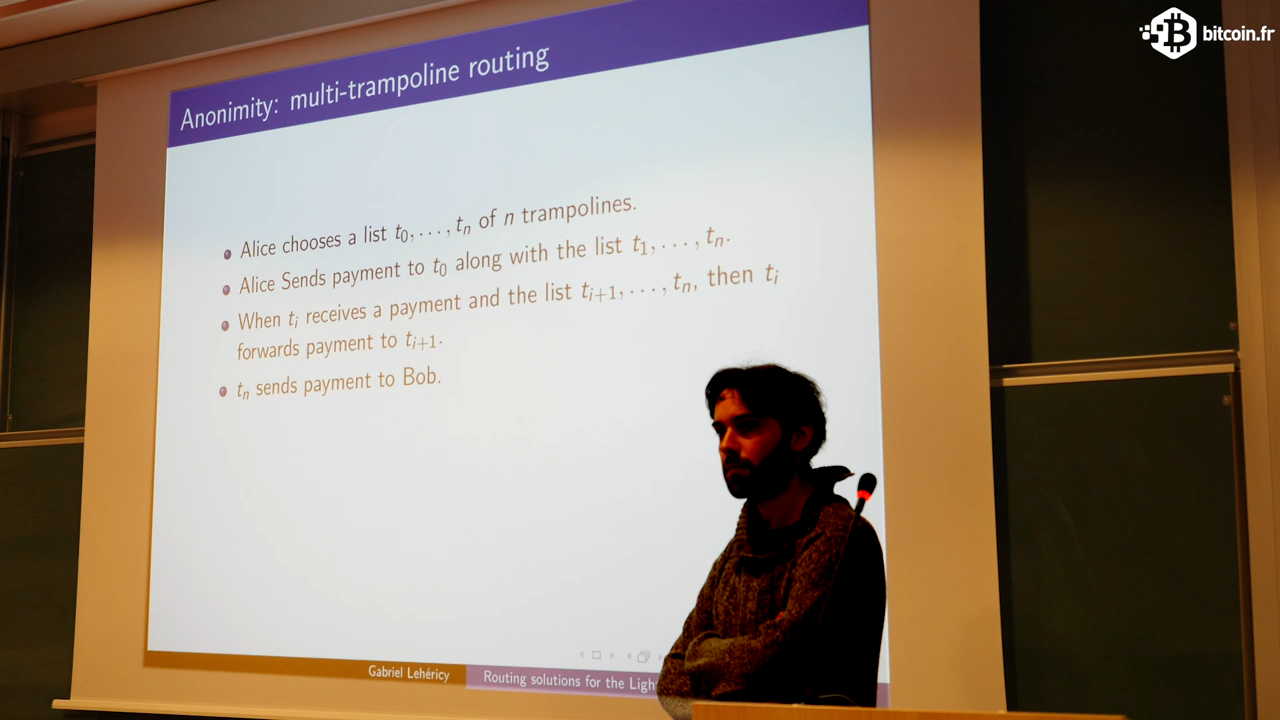 bitcoin.fr
Anonimity: multi-trampoline routing
Alice chooses a list t₀, . . . , tₙ of n trampolines.
Alice Sends payment to t₀ along with the list t₁, . . . , tₙ.
When tᵢ receives a payment and the list tᵢ₊₁, . . . , tₙ, then tᵢ
forwards payment to tᵢ₊₁.
tₙ sends payment to Bob.
Gabriel Lehéricy
Routing solutions for the Ligh